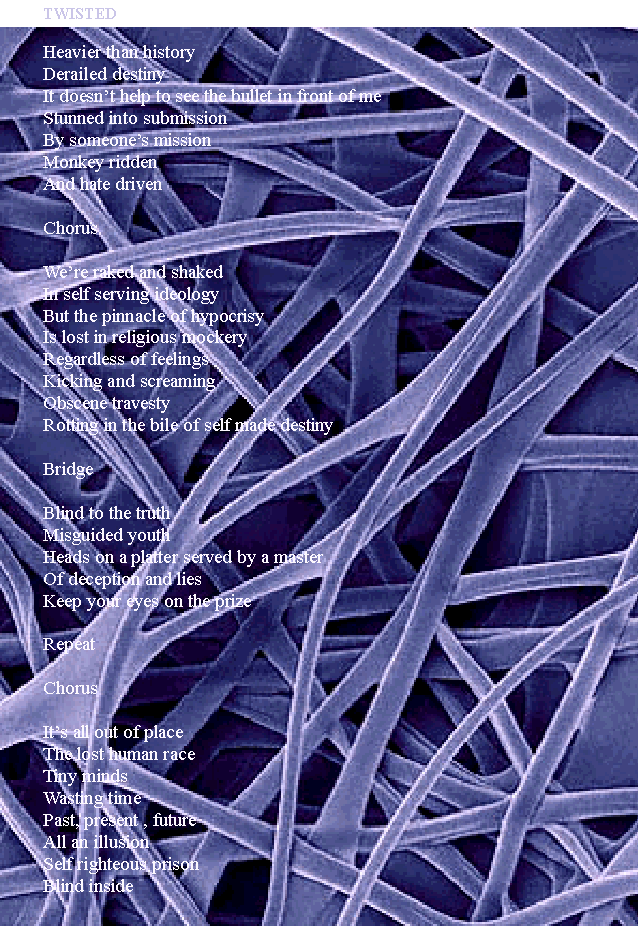 TWISTED
Heavier than history
Derailed destiny
It doesn't help to see the bullet in front of me
Stunned into submission
By someone's mission
Monkey ridden
And hate driven
Chorus
We're raked and shaked
In self serving ideology
But the pinnacle of hypocrisy
Is lost in religious mockery
Regardless of feelings
Kicking and screaming
Obscene travesty
Rotting in the bile of self made destiny
Bridge
Blind to the truth
Misguided youth
Heads on a platter served by a master
Of deception and lies
Keep your eyes on the prize
Repeat
Chorus
It's all out of place
The lost human race
Tiny minds
Wasting time
Past, present , future
All an illusion
Self righteous prison
Blind inside